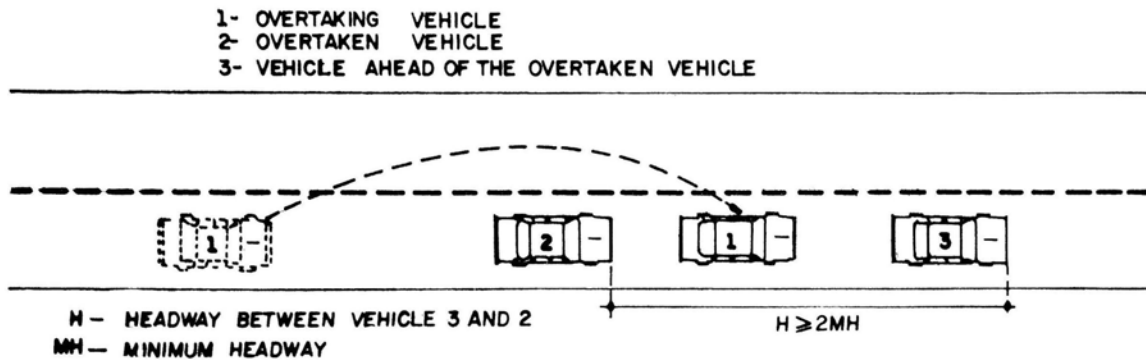 1- OVERTAKING VEHICLE
2- OVERTAKEN VEHICLE
3- VEHICLE AHEAD OF THE OVERTAKEN VEHICLE
1 2 1 3
H – HEADWAY BETWEEN VEHICLE 3 AND 2
H ≥ 2MH
MH – MINIMUM HEADWAY